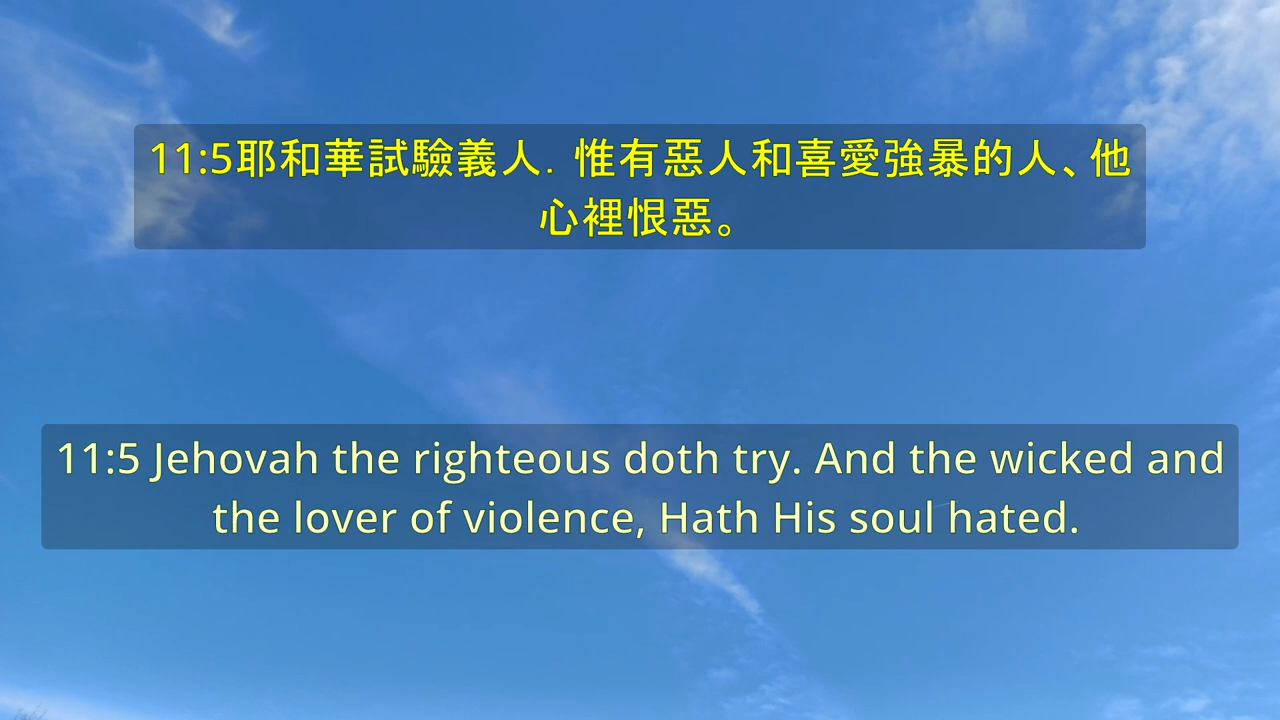 11:5耶和華試驗義人．惟有惡人和喜愛強暴的人、他
心裡恨惡。
11:5 Jehovah the righteous doth try. And the wicked and
the lover of violence, Hath His soul hated.